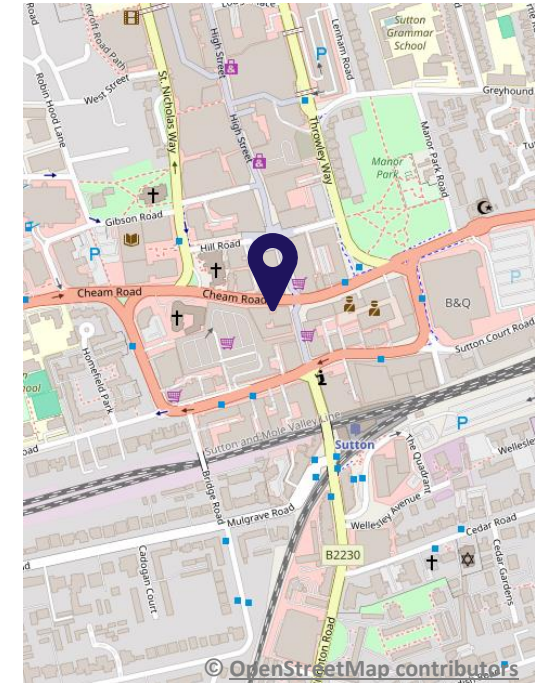 Sutton
Grammar
School
Lenham Road
High Street
Greyhound
West Street
Robin Hood Lane
St. Nicholas Way
High Street
Throwley Way
Manor Park Road
Manor
Park
Gibson Road
Hill Road
Cheam Road
Cheam Road
B&Q
Sutton Court Road
Homefield Park
Sutton and Mole Valley Line
Sutton
The Quadrant
Bridge Road
Mulgrave Road
Wellesley Avenue
Cedar Road
Cedar Gardens
Cadogan Court
B2230
© OpenStreetMap contributors